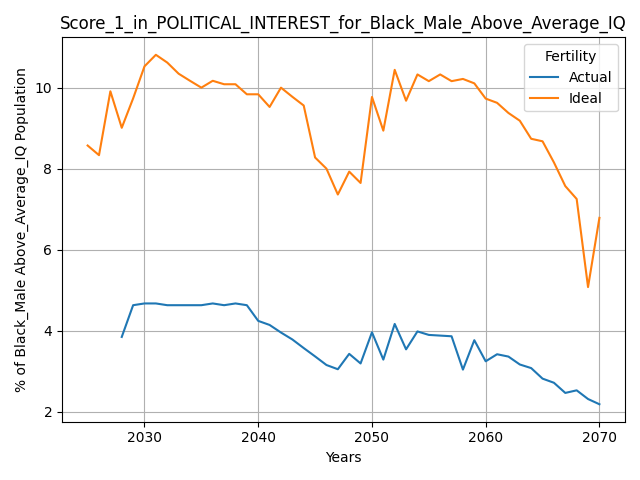 Score_1_in_POLITICAL_INTEREST_for_Black_Male_Above_Average_IQ
Fertility
Actual
Ideal
% of Black_Male Above_Average_IQ Population
10
8
6
4
2
2030
2040
2050
2060
2070
Years